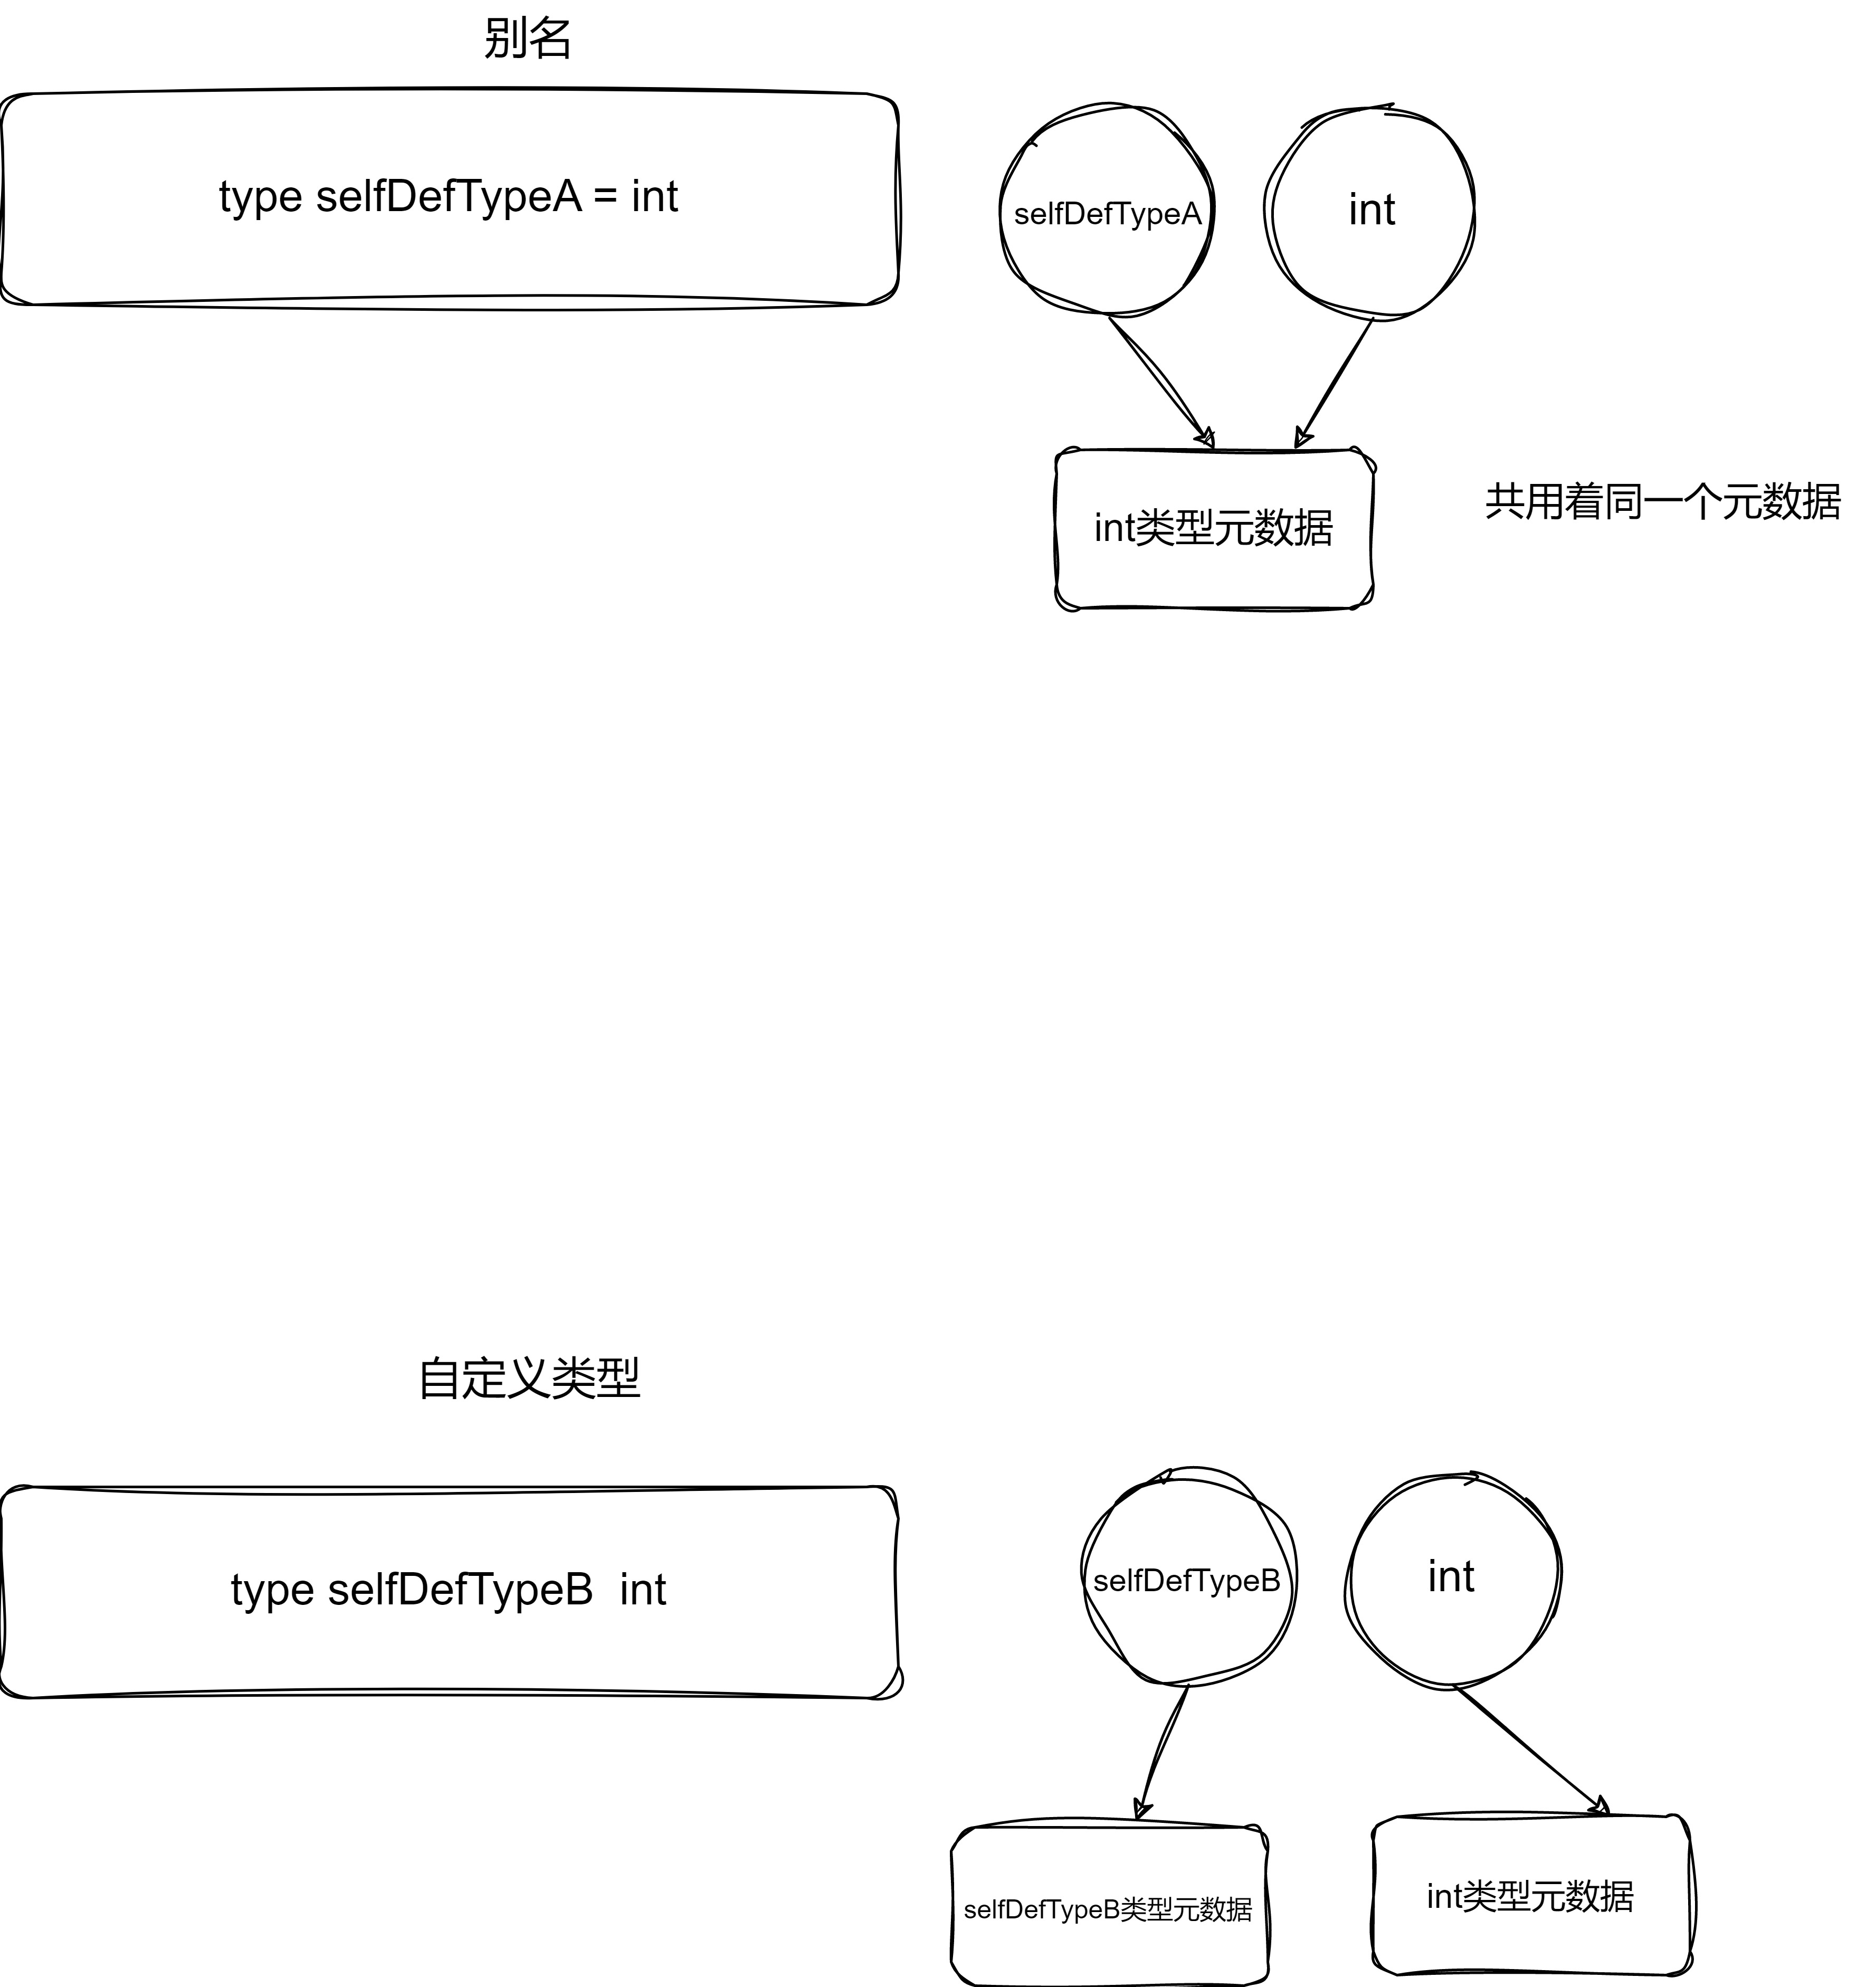 别名
type selfDefTypeA = int
selfDefTypeA
int
int类型元数据
共用着同一个元数据
自定义类型
type selfDefTypeB  int
selfDefTypeB
int
selfDefTypeB类型元数据
int类型元数据